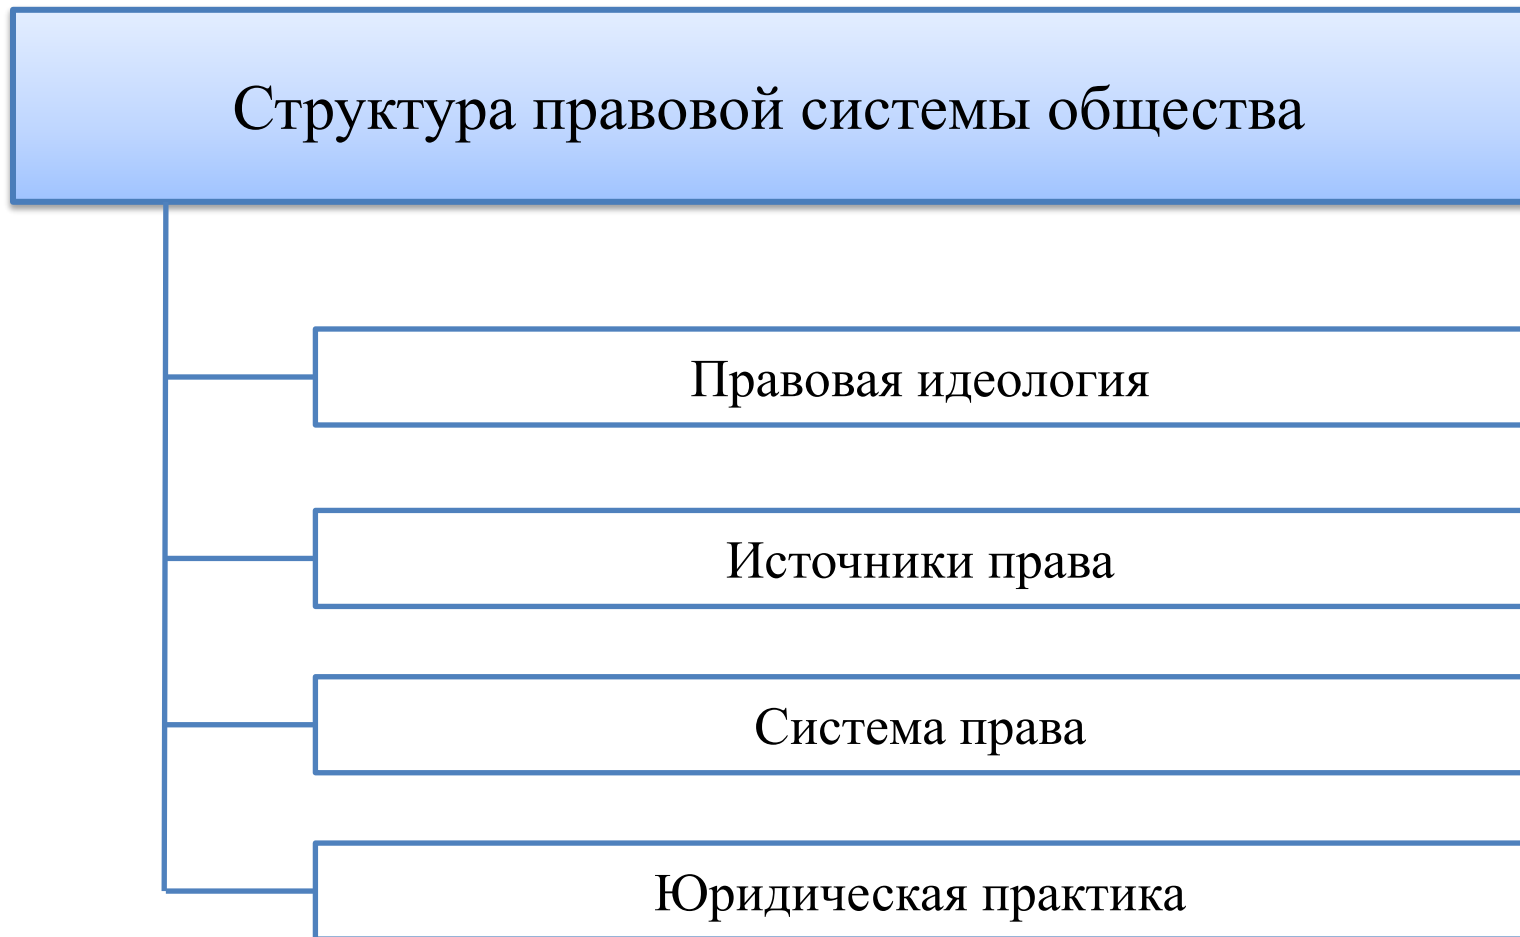 Структура правовой системы общества
Правовая идеология
Источники права
Система права
Юридическая практика